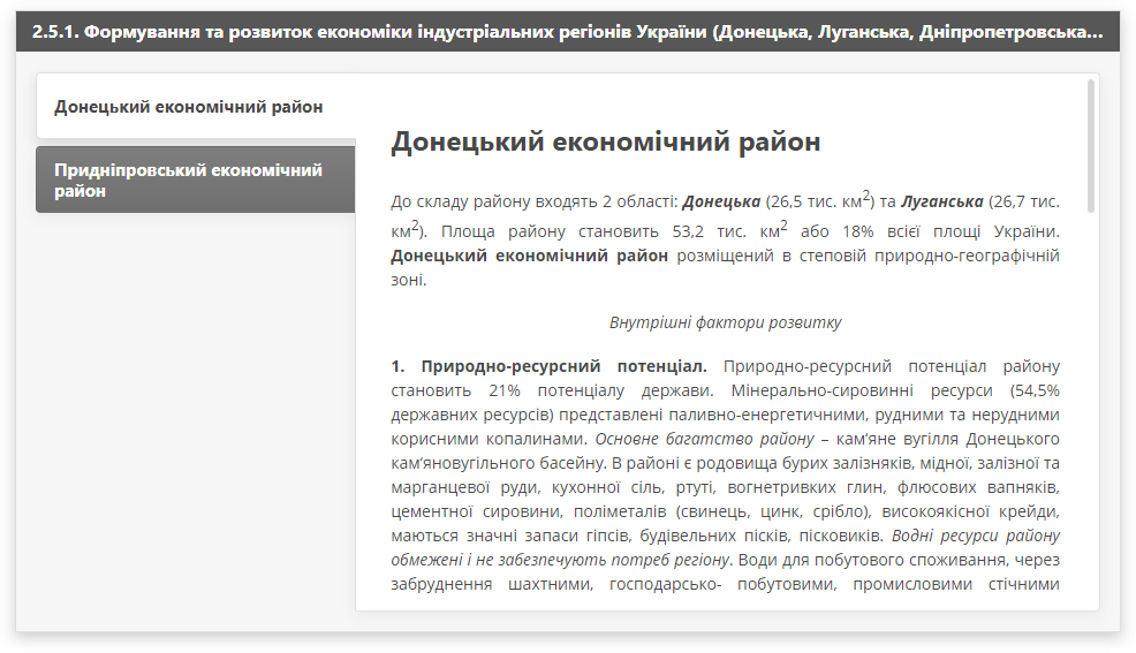 2.5.1. Формування та розвиток економіки індустріальних регіонів України (Донецька, Луганська, Дніпропетровська...
Донецький економічний район
Придніпровський економічний
район
Донецький економічний район
До складу району входять 2 області: Донецька (26,5 тис. км2) та Луганська (26,7 тис.
км2). Площа району становить 53,2 тис. км2 або 18% всієї площі України.
Донецький економічний район розміщений в степовій природно-географічній
зоні.
Внутрішні фактори розвитку
1. Природно-ресурсний потенціал. Природно-ресурсний потенціал району
становить 21% потенціалу держави. Мінерально-сировинні ресурси (54,5%
державних ресурсів) представлені паливно-енергетичними, рудними та нерудними
корисними копалинами. Основне багатство району – кам’яне вугілля Донецького
кам’яновугільного басейну. В районі є родовища бурих залізняків, мідної, залізної та
марганцевої руди, кухонної сіль, ртуті, вогнетривких глин, флюсових вапняків,
цементної сировини, поліметалів (свинець, цинк, срібло), високоякісної крейди,
маються значні запаси гіпсів, будівельних пісків, пісковиків. Водні ресурси району
обмежені і не забезпечують потреб регіону. Води для побутового споживання, через
забруднення шахтними, господарсько- побутовими, промисловими стічними